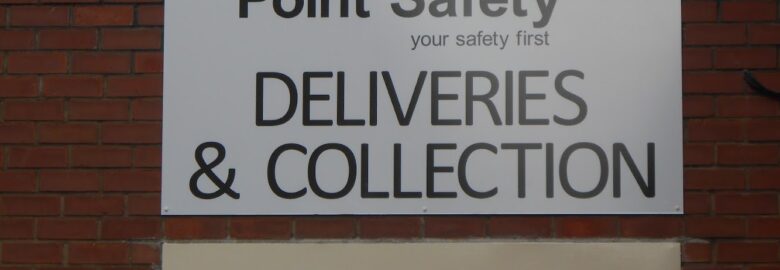 Point Safety
your safety first
DELIVERIES
& COLLECTION